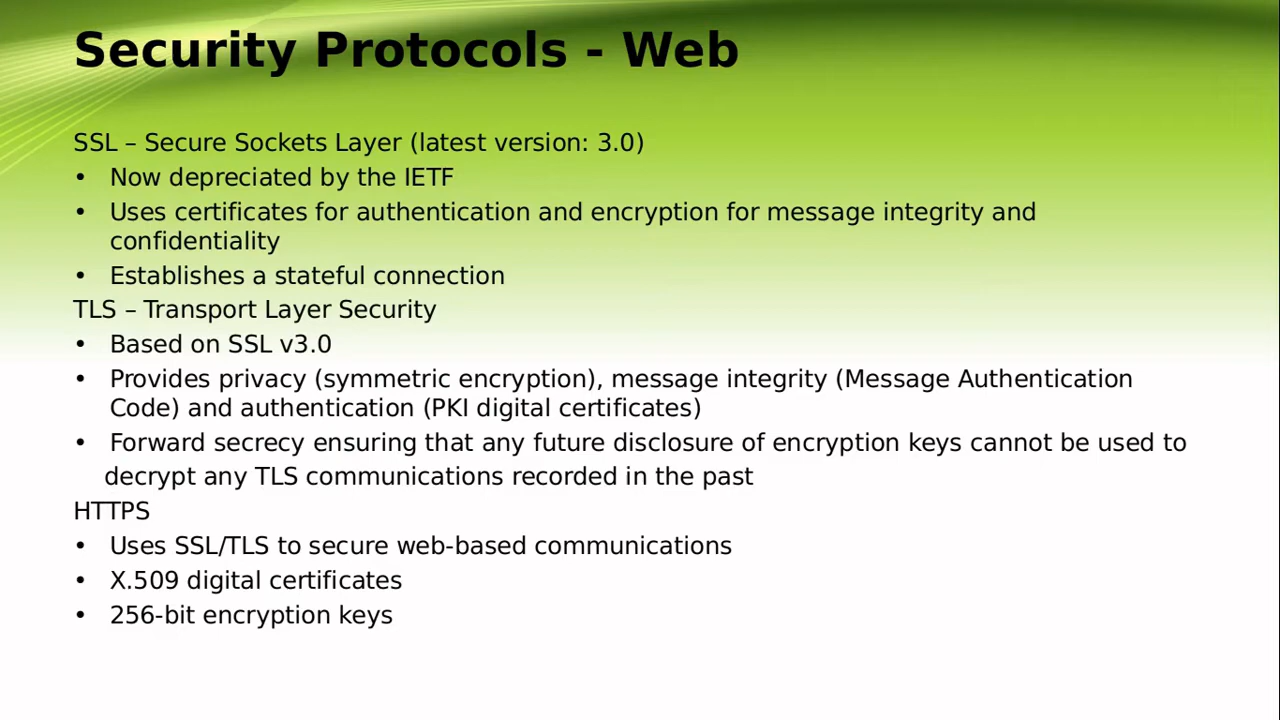 Security Protocols - Web
SSL – Secure Sockets Layer (latest version: 3.0)
• Now depreciated by the IETF
• Uses certificates for authentication and encryption for message integrity and
confidentiality
• Establishes a stateful connection
TLS – Transport Layer Security
• Based on SSL v3.0
• Provides privacy (symmetric encryption), message integrity (Message Authentication
Code) and authentication (PKI digital certificates)
• Forward secrecy ensuring that any future disclosure of encryption keys cannot be used to
decrypt any TLS communications recorded in the past
HTTPS
• Uses SSL/TLS to secure web-based communications
• X.509 digital certificates
• 256-bit encryption keys